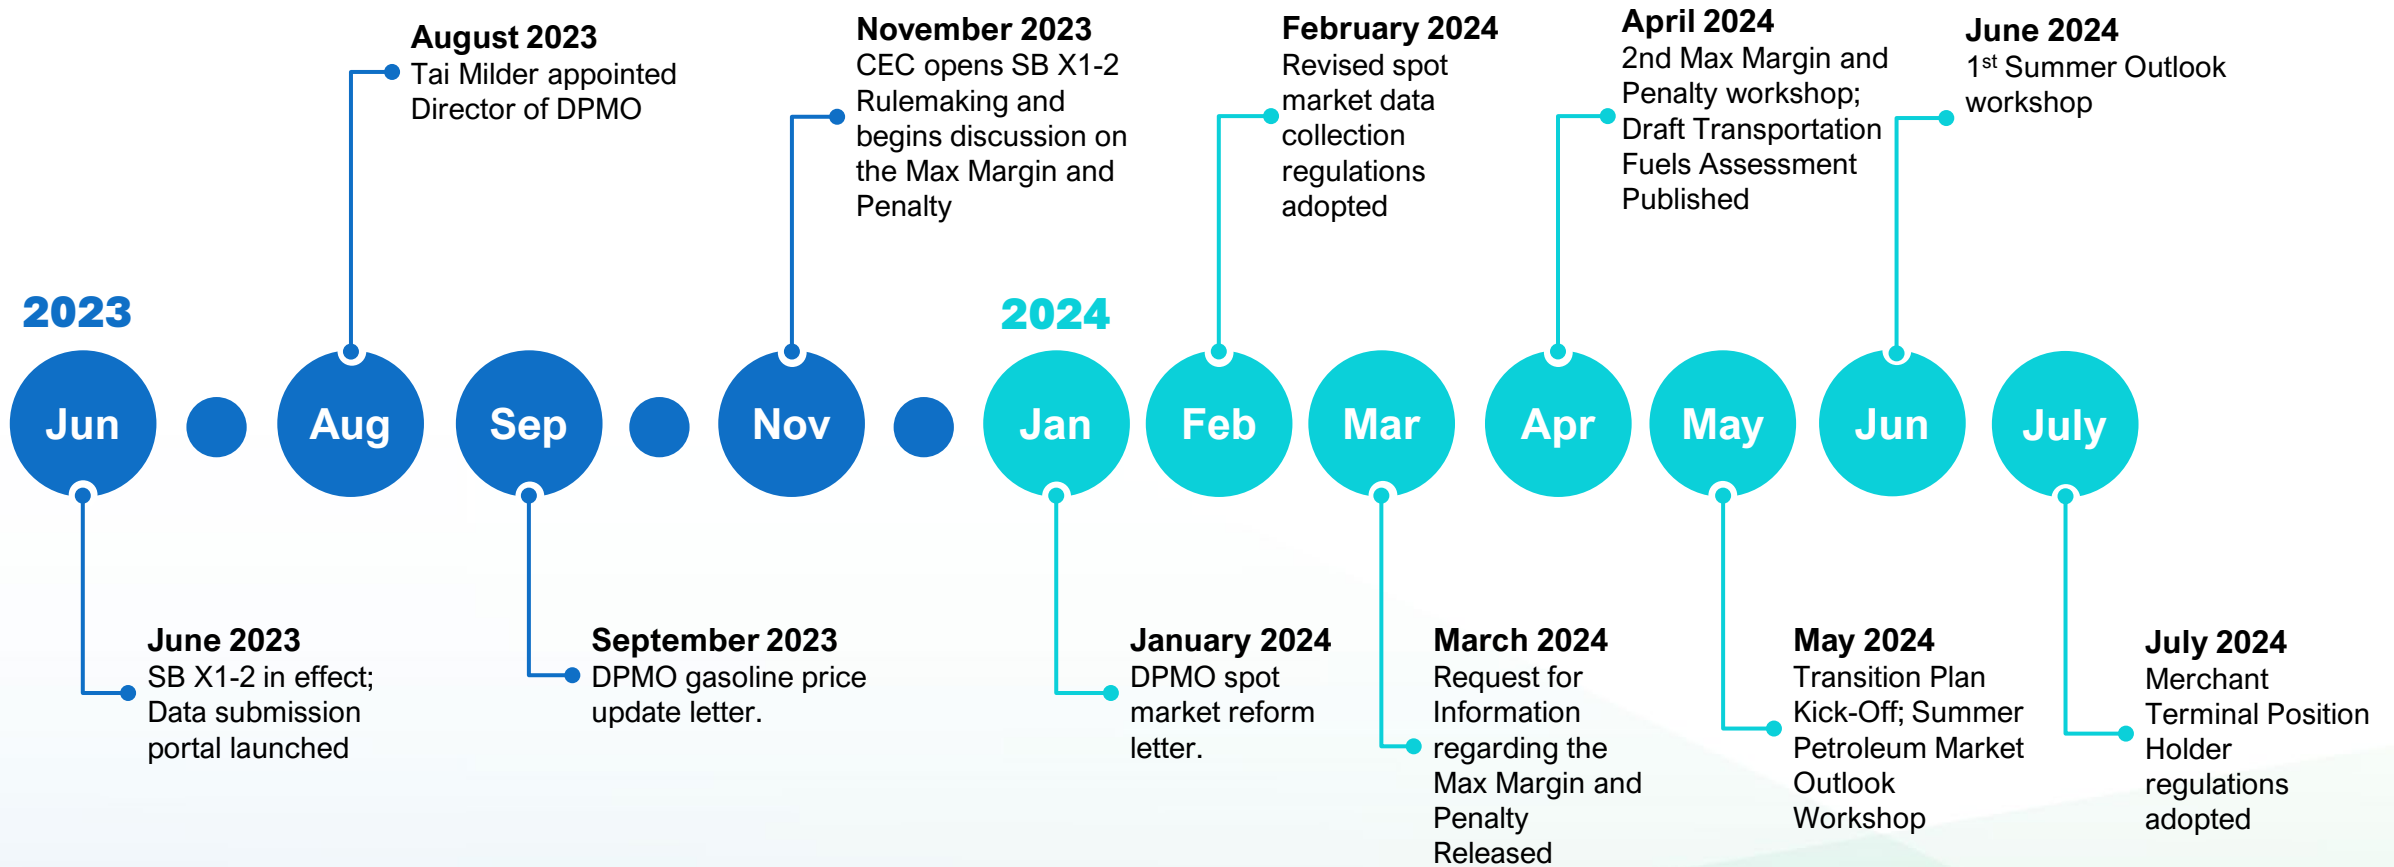 August 2023
Tai Milder appointed
Director of DPMO
November 2023
CEC opens SB X1-2
Rulemaking and
begins discussion on
the Max Margin and
Penalty
February 2024
Revised spot
market data
collection
regulations
adopted
April 2024
2nd Max Margin and
Penalty workshop;
Draft Transportation
Fuels Assessment
Published
June 2024
1st Summer Outlook
workshop
2023
2024
Jun
Aug
Sep
Nov
Jan
Feb
Mar
Apr
May
Jun
July
June 2023
SB X1-2 in effect;
Data submission
portal launched
September 2023
DPMO gasoline price
update letter.
January 2024
DPMO spot
market reform
letter.
March 2024
Request for
Information
regarding the
Max Margin and
Penalty
Released
May 2024
Transition Plan
Kick-Off; Summer
Petroleum Market
Outlook
Workshop
July 2024
Merchant
Terminal Position
Holder
regulations
adopted